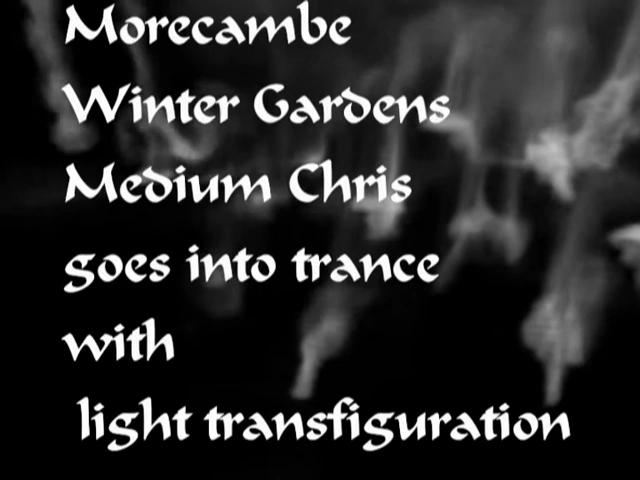 Morecambe
Winter Gardens
Medium Chris
goes into trance
with
light transfiguration